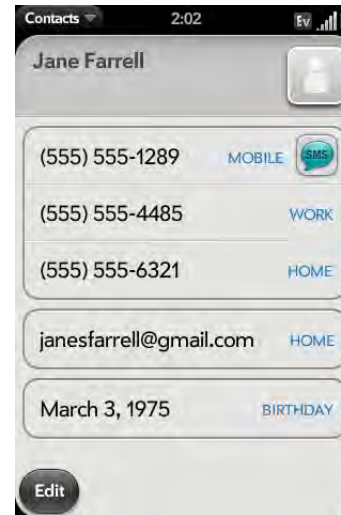 Contacts 2:02 Ev
Jane Farrell
(555) 555-1289 MOBILE SMS
(555) 555-4485 WORK
(555) 555-6321 HOME
janesfarrell@gmail.com HOME
March 3, 1975 BIRTHDAY
Edit